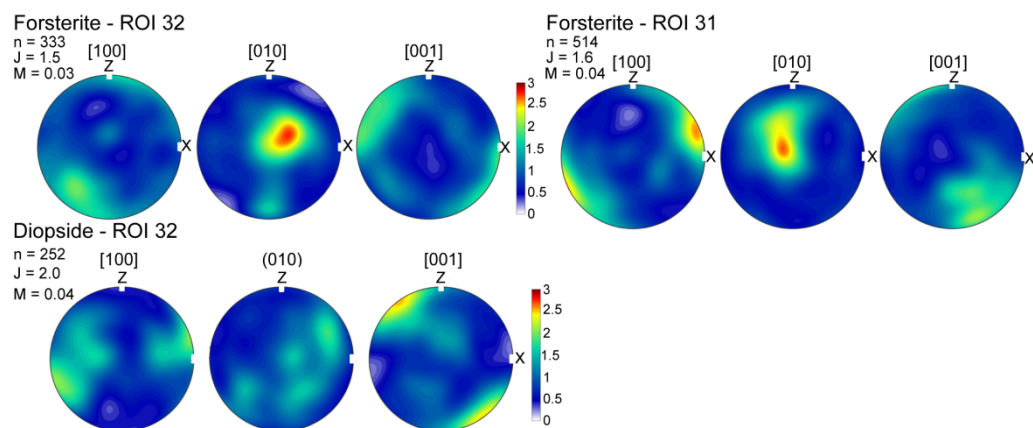 Forsterite - ROI 32
n = 333
J = 1.5
M = 0.03
[100] [010] [001]
Z Z Z
X X X
3
2.5
2
1.5
1
0.5
0
Forsterite - ROI 31
n = 514
J = 1.6
M = 0.04
[100] [010] [001]
Z Z Z
X X X
Diopside - ROI 32
n = 252
J = 2.0
M = 0.04
[100] (010) [001]
Z Z Z
X
3
2.5
2
1.5
1
0.5
0